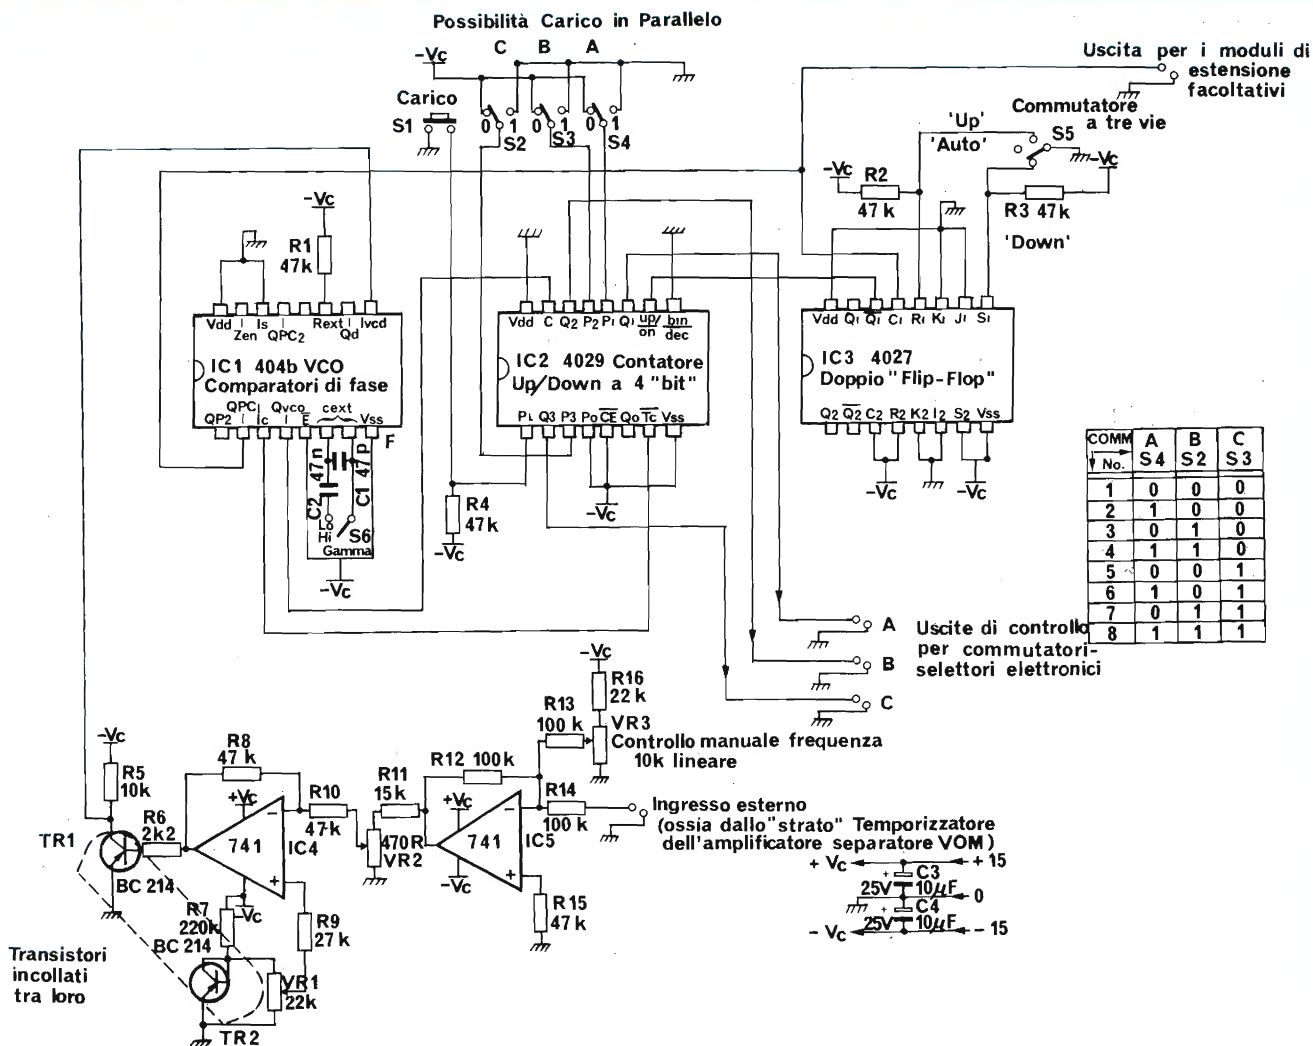 Possibilità Carico in Parallelo
-Vc
C B A
Carico
S1
0 1 S2
0 1 S3
0 1 S4
Uscita per i moduli di
estensione
facoltativi
Commutatore
a tre vie
'Up'
'Auto'
S5
-Vc
R2
47 k
-Vc
R3 47k
'Down'
-Vc
R1
47k
Vdd Zen Is QPC2 Rext Qd Ivcd
IC1 404b VCO
Comparatori di fase
QP2 QPC Ic Qvco E cext Vss
F
47n
47p
C2
C1
Lo
Hi
S6
Gamma
-Vc
Vdd C Q2 P2 P1 Q1 up/on bin/dec
IC2 4029 Contatore
Up/Down a 4 "bit"
PL Q3 P3 Po CE Qo Tc Vss
R4
47k
-Vc
-Vc
Vdd Q1 Q1 C1 R1 K1 J1 S1
IC3 4027
Doppio "Flip-Flop"
Q2 Q2 C2 R2 K2 I2 S2 Vss
-Vc
-Vc
COMM A B C
No. S4 S2 S3
1 0 0 0
2 1 0 0
3 0 1 0
4 1 1 0
5 0 0 1
6 1 0 1
7 0 1 1
8 1 1 1
A
B
C
Uscite di controllo
per commutatori-
selettori elettronici
-Vc
R16
22 k
R13
100 k
VR3
Controllo manuale frequenza
10k lineare
-Vc
R5
10k
R8
47 k
R6
2k2
+Vc
741
IC4
-
+
-Vc
R10
47k
R11
15k
470R
VR2
R12 100k
+Vc
741
IC5
-
+
-Vc
R14
100 k
Ingresso esterno
(ossia dallo "strato" Temporizzatore
dell'amplificatore separatore VOM)
R15
47 k
TR1
BC 214
R7
220k
R9
27 k
BC 214
VR1
22k
TR2
Transistori
incollati
tra loro
+ Vc + 15
+ C3
25V 10µF
0
+ C4
25V 10µF
- Vc - 15